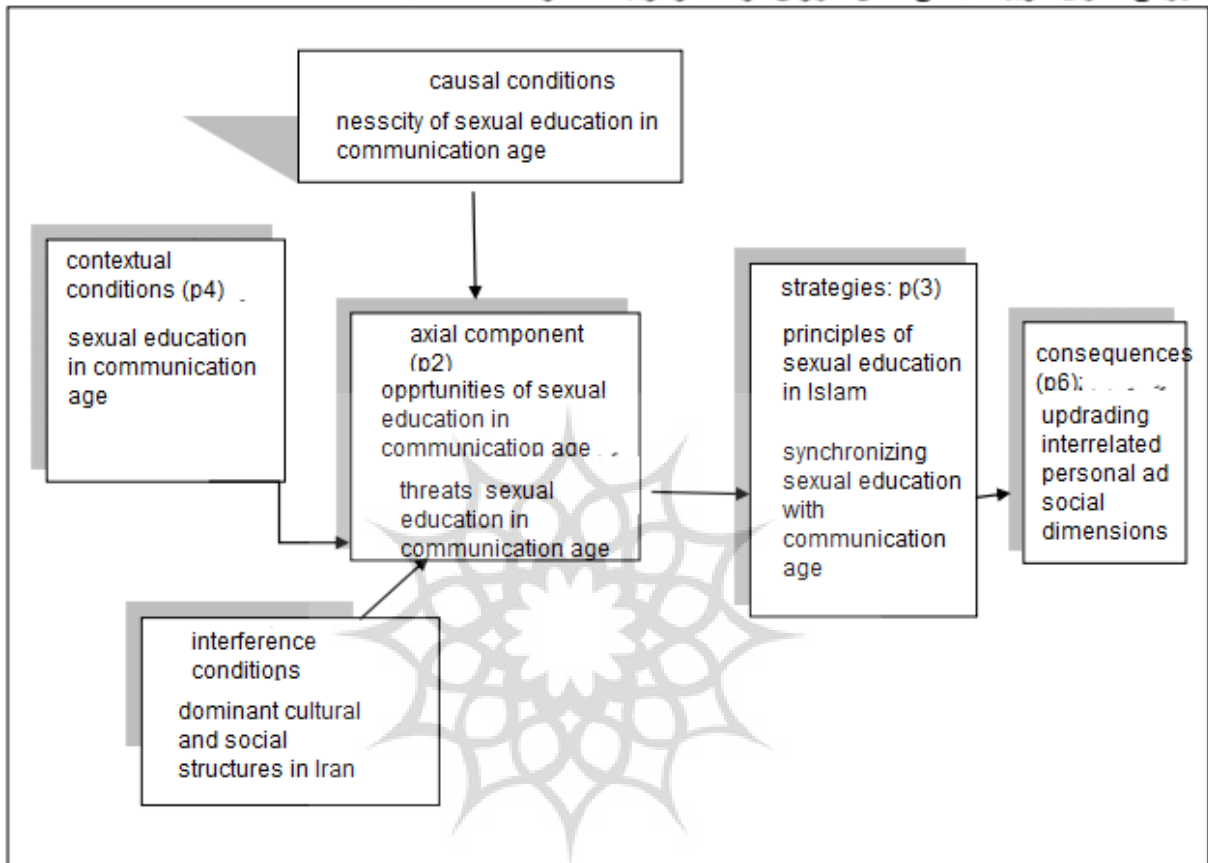 causal conditions
nesscity of sexual education in
communication age
contextual
conditions (p4)
sexual education
in communication
age
axial component
(p2)
opprtunities of sexual
education in
communication age
threats sexual
education in
communication age
strategies: p(3)
principles of
sexual education
in Islam
synchronizing
sexual education
with
communication
age
consequences
(p6):
updrading
interrelated
personal ad
social
dimensions
interference
conditions
dominant cultural
and social
structures in Iran